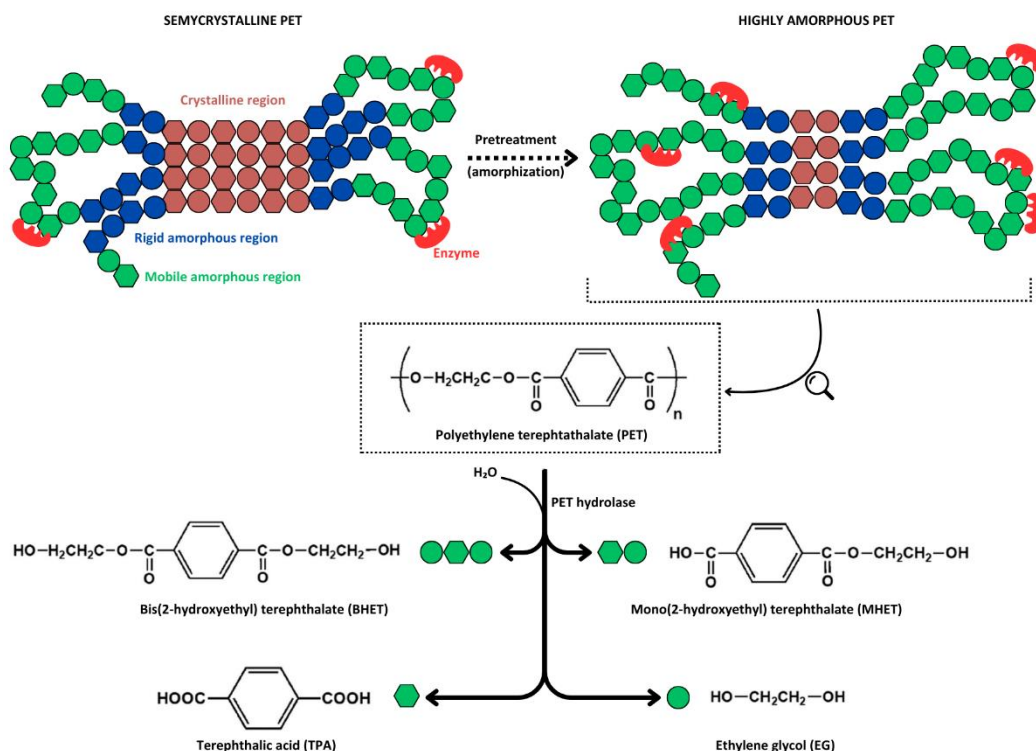 SEMYCRYSTALLINE PET
HIGHLY AMORPHOUS PET
Crystalline region
Pretreatment
(amorphization)
Rigid amorphous region
Enzyme
Mobile amorphous region
O—H₂CH₂C—O—C
O
C
O
n
Polyethylene terephtathalate (PET)
H₂O
PET hydrolase
HO—H₂CH₂C—O—C
O
C—O—CH₂CH₂—OH
O
Bis(2-hydroxyethyl) terephthalate (BHET)
HO—C
O
C—O—CH₂CH₂—OH
O
Mono(2-hydroxyethyl) terephthalate (MHET)
HOOC
COOH
Terephthalic acid (TPA)
HO—CH₂CH₂—OH
Ethylene glycol (EG)